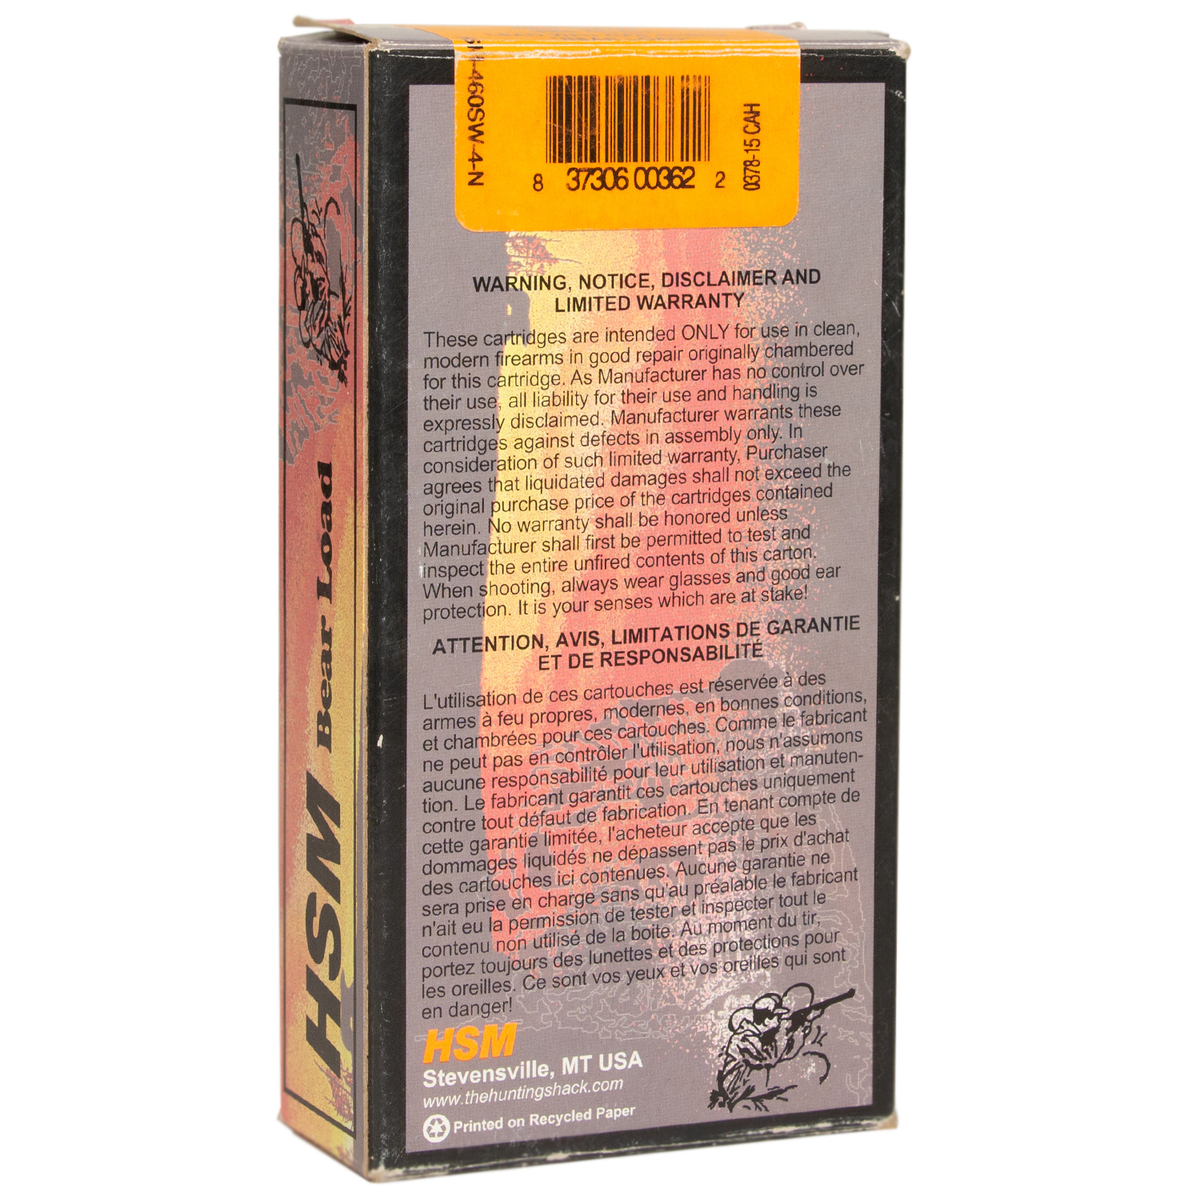 460SW-4-N
8 37306 00362 2
0378-15 CAH
WARNING, NOTICE, DISCLAIMER AND
LIMITED WARRANTY
These cartridges are intended ONLY for use in clean,
modern firearms in good repair originally chambered
for this cartridge. As Manufacturer has no control over
their use, all liability for their use and handling is
expressly disclaimed. Manufacturer warrants these
cartridges against defects in assembly only. In
consideration of such limited warranty, Purchaser
agrees that liquidated damages shall not exceed the
original purchase price of the cartridges contained
herein. No warranty shall be honored unless
Manufacturer shall first be permitted to test and
inspect the entire unfired contents of this carton.
When shooting, always wear glasses and good ear
protection. It is your senses which are at stake!
ATTENTION, AVIS, LIMITATIONS DE GARANTIE
ET DE RESPONSABILITÉ
L'utilisation de ces cartouches est réservée à des
armes à feu propres, modernes, en bonnes conditions,
et chambrées pour ces cartouches. Comme le fabricant
ne peut pas en contrôler l'utilisation, nous n'assumons
aucune responsabilité pour leur utilisation et manuten-
tion. Le fabricant garantit ces cartouches uniquement
contre tout défaut de fabrication. En tenant compte de
cette garantie limitée, l'acheteur accepte que les
dommages liquidés ne dépassent pas le prix d'achat
des cartouches ici contenues. Aucune garantie ne
sera prise en charge sans qu'au préalable le fabricant
n'ait eu la permission de tester et inspecter tout le
contenu non utilisé de la boite. Au moment du tir,
portez toujours des lunettes et des protections pour
les oreilles. Ce sont vos yeux et vos oreilles qui sont
en danger!
HSM
Stevensville, MT USA
www.thehuntingshack.com
Printed on Recycled Paper
HSM Bear Load